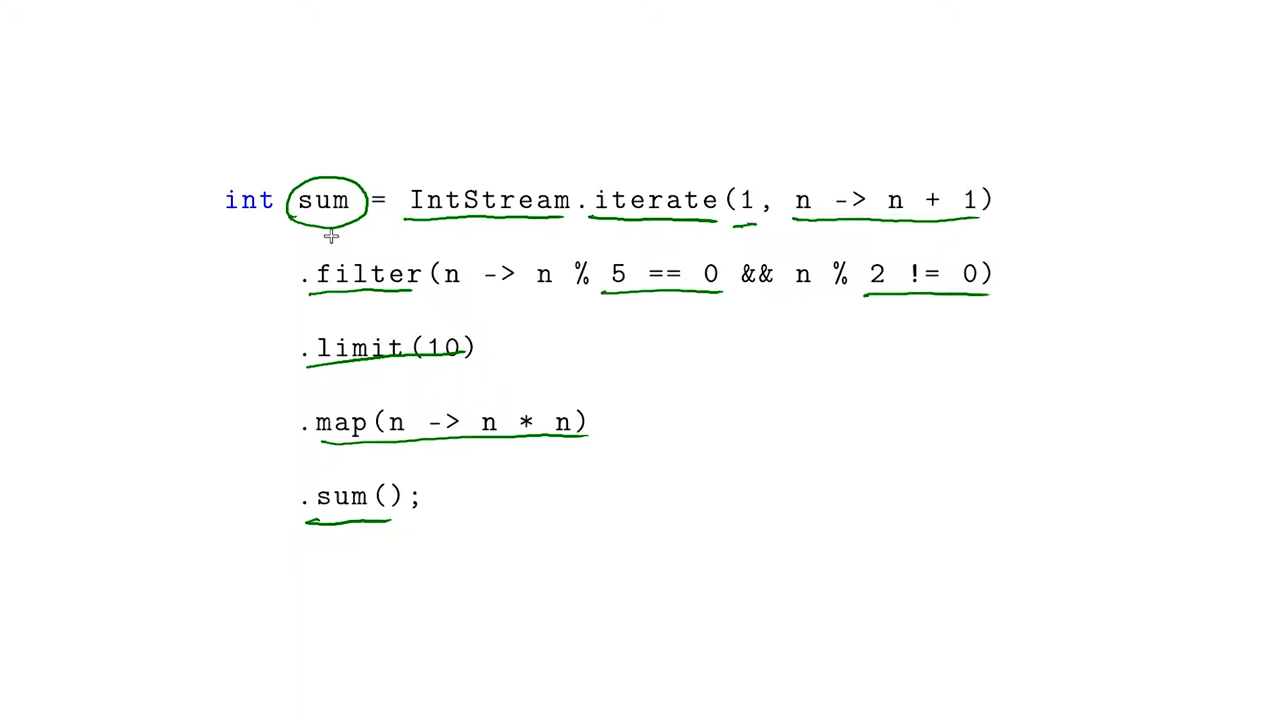 int sum = IntStream.iterate(1, n -> n + 1)
.filter(n -> n % 5 == 0 && n % 2 != 0)
.limit(10)
.map(n -> n * n)
.sum();